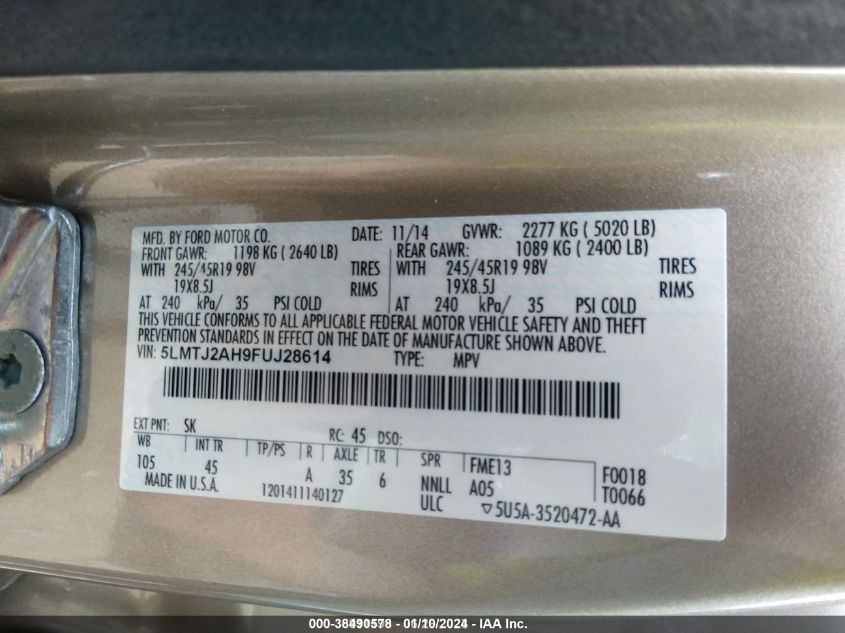 MFD. BY FORD MOTOR CO. DATE: 11/14 GVWR: 2277 KG ( 5020 LB)
FRONT GAWR: 1198 KG ( 2640 LB) REAR GAWR: 1089 KG ( 2400 LB)
WITH 245/45R19 98V TIRES WITH 245/45R19 98V TIRES
19X8.5J RIMS 19X8.5J RIMS
AT 240 kPa/ 35 PSI COLD AT 240 kPa/ 35 PSI COLD
THIS VEHICLE CONFORMS TO ALL APPLICABLE FEDERAL MOTOR VEHICLE SAFETY AND THEFT
PREVENTION STANDARDS IN EFFECT ON THE DATE OF MANUFACTURE SHOWN ABOVE.
VIN: 5LMTJ2AH9FUJ28614 TYPE: MPV
EXT PNT: SK RC: 45 DSO:
WB INT TR TP/PS R AXLE TR SPR FME13 F0018
105 45 A 35 6 NNLL A05 T0066
MADE IN U.S.A. 1201411140127 ULC ▽5U5A-3520472-AA
000-38490578 - 01/10/2024 - IAA Inc.